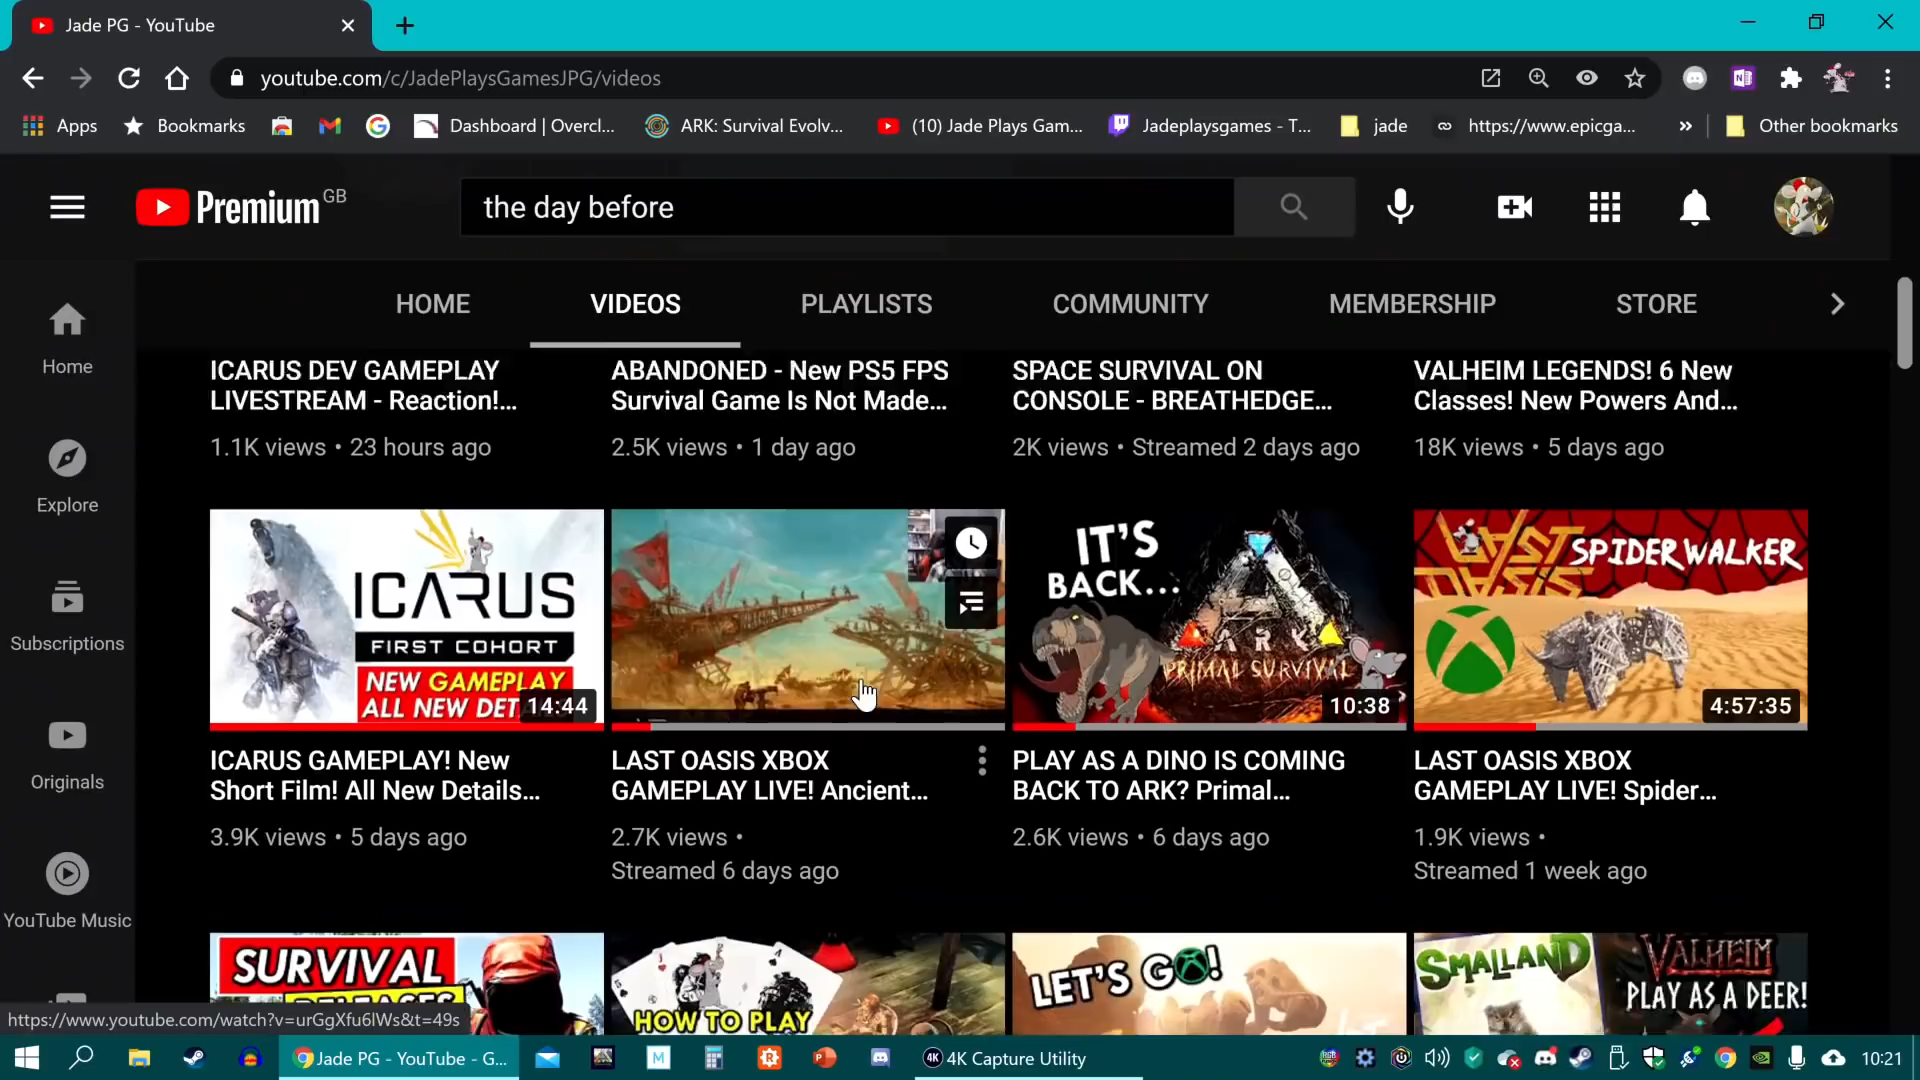 Jade PG - YouTube
youtube.com/c/JadePlaysGamesJPG/videos
Apps
Bookmarks
Dashboard | Overcl...
ARK: Survival Evolv...
(10) Jade Plays Gam...
Jadeplaysgames - T...
jade
https://www.epicga...
Other bookmarks
Premium GB
the day before
HOME VIDEOS PLAYLISTS COMMUNITY MEMBERSHIP STORE
Home
Explore
Subscriptions
Originals
YouTube Music
ICARUS DEV GAMEPLAY
LIVESTREAM - Reaction!...
1.1K views • 23 hours ago
ABANDONED - New PS5 FPS
Survival Game Is Not Made...
2.5K views • 1 day ago
SPACE SURVIVAL ON
CONSOLE - BREATHEDGE...
2K views • Streamed 2 days ago
VALHEIM LEGENDS! 6 New
Classes! New Powers And...
18K views • 5 days ago
ICARUS
FIRST COHORT
NEW GAMEPLAY
ALL NEW DET
14:44
ICARUS GAMEPLAY! New
Short Film! All New Details...
3.9K views • 5 days ago
LAST OASIS XBOX
GAMEPLAY LIVE! Ancient...
2.7K views •
Streamed 6 days ago
IT'S
BACK...
ARK
PRIMAL SURVIVAL
10:38
PLAY AS A DINO IS COMING
BACK TO ARK? Primal...
2.6K views • 6 days ago
LAST
OASIS
SPIDER WALKER
4:57:35
LAST OASIS XBOX
GAMEPLAY LIVE! Spider...
1.9K views •
Streamed 1 week ago
SURVIVAL
RELEASES
HOW TO PLAY
LET'S GO!
SMALLAND
VALHEIM
PLAY AS A DEER!
https://www.youtube.com/watch?v=urGgXfu6lWs&t=49s
Jade PG - YouTube - G...
4K Capture Utility
10:21